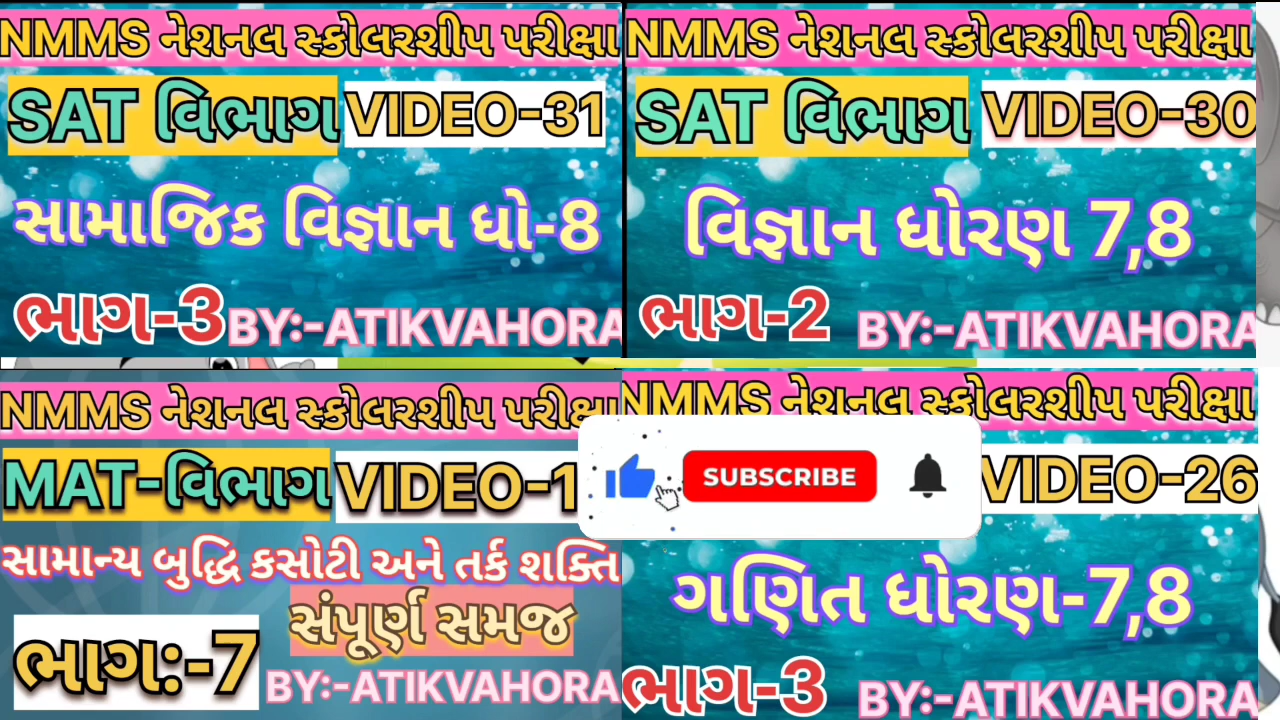 NMMS નેશનલ સ્કોલરશીપ પરીક્ષા
SAT વિભાગ VIDEO-31
સામાજિક વિજ્ઞાન ધો-8
ભાગ-3 BY:-ATIKVAHORA
NMMS નેશનલ સ્કોલરશીપ પરીક્ષા
SAT વિભાગ VIDEO-30
વિજ્ઞાન ધોરણ 7,8
ભાગ-2 BY:-ATIKVAHORA
NMMS નેશનલ સ્કોલરશીપ પરીક્ષા
MAT-વિભાગ VIDEO-1
સામાન્ય બુદ્ધિ કસોટી અને તર્ક શક્તિ
સંપૂર્ણ સમજ
ભાગ:-7 BY:-ATIKVAHORA
NMMS નેશનલ સ્કોલરશીપ પરીક્ષા
SUBSCRIBE
VIDEO-26
ગણિત ધોરણ-7,8
ભાગ-3 BY:-ATIKVAHORA